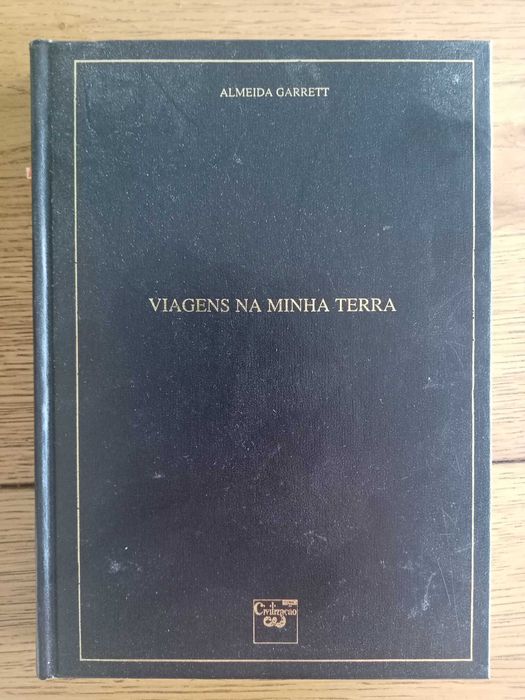 ALMEIDA GARRETT
VIAGENS NA MINHA TERRA
Civilização